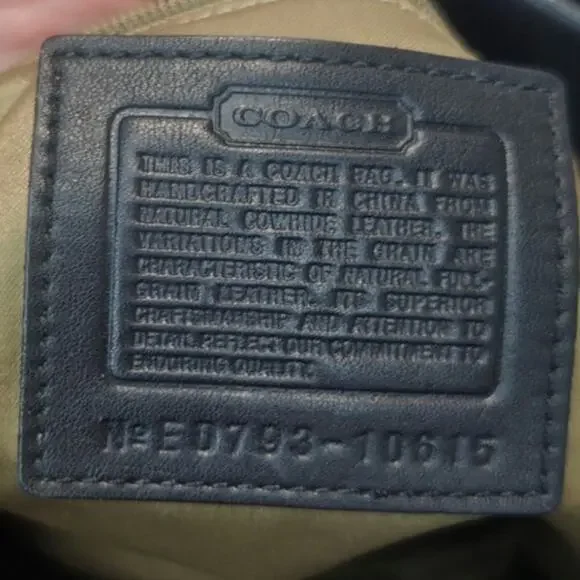 COACH
THIS IS A COACH BAG. IT WAS
HANDCRAFTED IN CHINA FROM
NATURAL COWHIDE LEATHER. THE
VARIATIONS IN THE GRAIN ARE
CHARACTERISTIC OF NATURAL FULL-
GRAIN LEATHER. ITS SUPERIOR
CRAFTSMANSHIP AND ATTENTION TO
DETAIL REFLECT OUR COMMITMENT TO
ENDURING QUALITY.
№ED793-10615